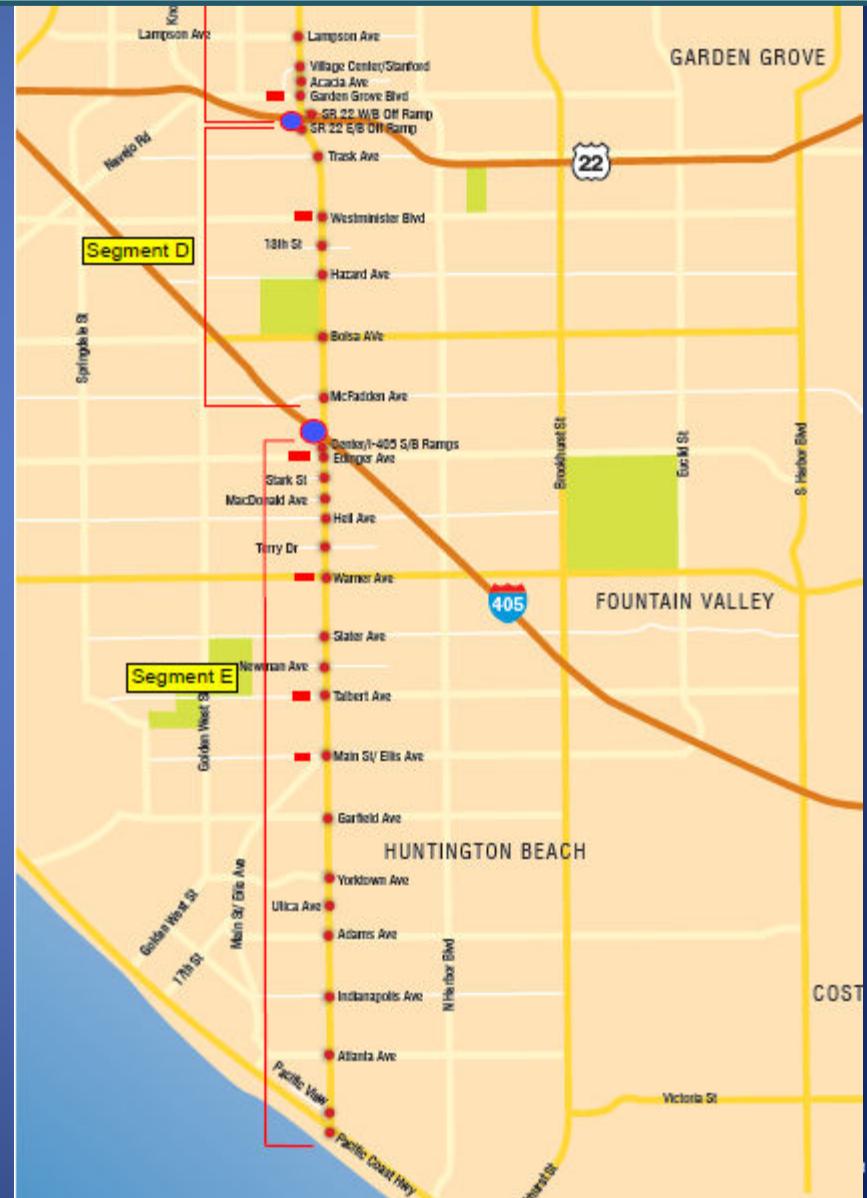 Kno
Lampson Ave
Lampson Ave
GARDEN GROVE
Village Center/Stanford
Acacia Ave
Garden Grove Blvd
SR 22 W/B Off Ramp
SR 22 E/B Off Ramp
Navejo Rd
Trask Ave
22
Westminister Blvd
Segment D
18th St
Hazard Ave
Springdale St
Bolsa AVe
McFadden Ave
Center/I-405 S/B Ramps
Edinger Ave
Brookhurst St
Euclid St
S Harbor Blvd
Stark St
MacDonald Ave
Heil Ave
Terry Dr
Warner Ave
405
FOUNTAIN VALLEY
Slater Ave
Newman Ave
Segment E
Talbert Ave
Golden West St
Main St/ Ellis Ave
Garfield Ave
HUNTINGTON BEACH
Yorktown Ave
Utica Ave
Main St/ Ellis Ave
Golden West St
17th St
Adams Ave
N Harbor Blvd
Indianapolis Ave
COST
Atlanta Ave
Pacific View
Victoria St
Pacific Coast Hwy
hurst St